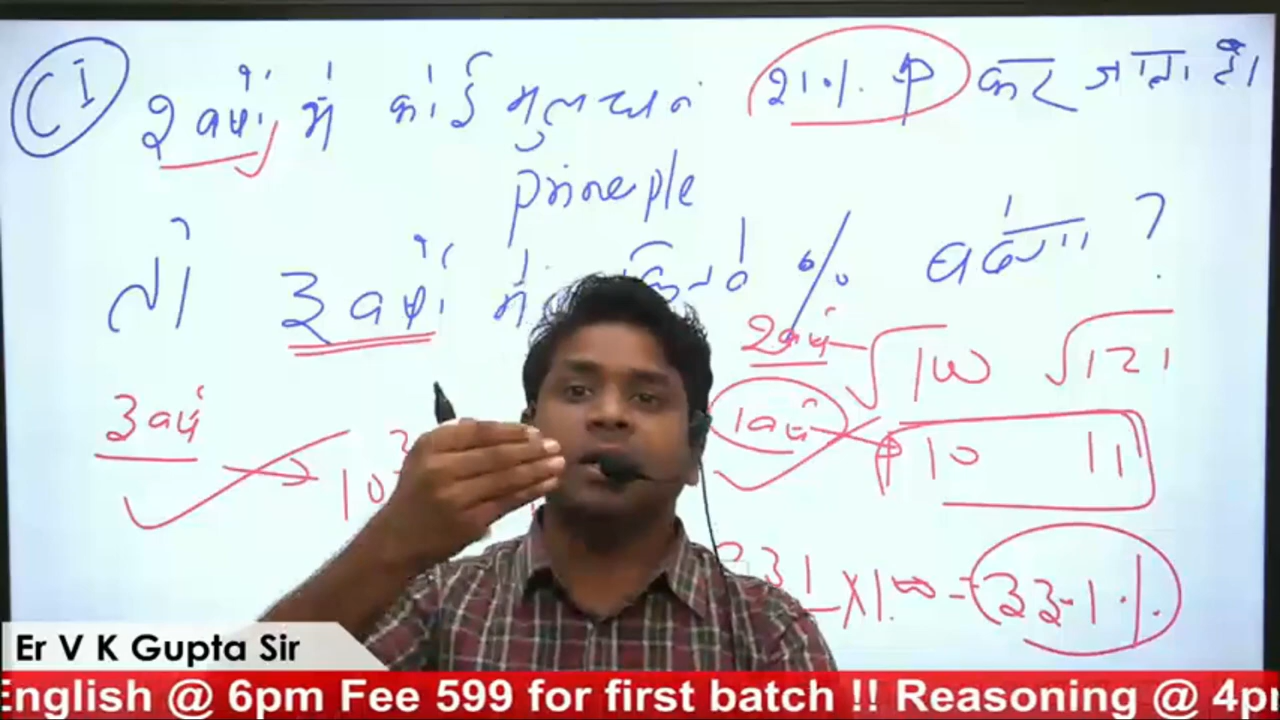 CI 2 वर्षों में कोई मूलधन 21% ↑ कर जाता है।
principle
तो 3 वर्षों में कितने % बढ़ेगा ?
2 वर्ष √100 √121
1 वर्ष 10 11
3 वर्ष 10³
331 × 100 = 33.1 %
Er V K Gupta Sir
English @ 6pm Fee 599 for first batch !! Reasoning @ 4p